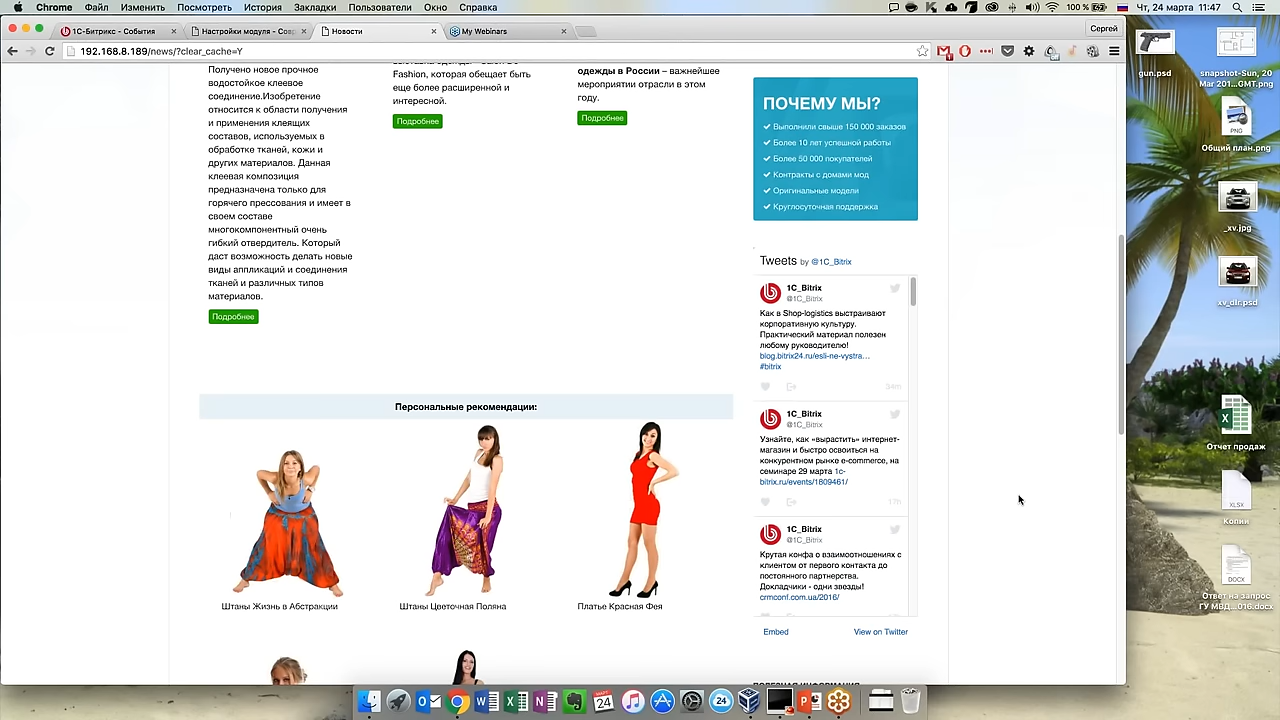 Chrome Файл Изменить Посмотреть История Закладки Пользователи Окно Справка
100 % Чт, 24 марта 11:47
1С-Битрикс - События
Настройки модуля - Сов
Новости
My Webinars
Сергей
192.168.8.189/news/?clear_cache=Y
Получено новое прочное
водостойкое клеевое
соединение.Изобретение
относится к области получения
и применения клеящих
составов, используемых в
обработке тканей, кожи и
других материалов. Данная
клеевая композиция
предназначена только для
горячего прессования и имеет в
своем составе
многокомпонентный очень
гибкий отвердитель. Который
даст возможность делать новые
виды аппликаций и соединения
тканей и различных типов
материалов.
Подробнее
Fashion, которая обещает быть
еще более расширенной и
интересной.
Подробнее
одежды в России – важнейшее
мероприятии отрасли в этом
году.
Подробнее
ПОЧЕМУ МЫ?
Выполнили свыше 150 000 заказов
Более 10 лет успешной работы
Более 50 000 покупателей
Контракты с домами мод
Оригинальные модели
Круглосуточная поддержка
Tweets by @1C_Bitrix
1C_Bitrix
@1C_Bitrix
Как в Shop-logistics выстраивают
корпоративную культуру.
Практический материал полезен
любому руководителю!
blog.bitrix24.ru/esli-ne-vystra…
#bitrix
34m
1C_Bitrix
@1C_Bitrix
Узнайте, как «вырастить» интернет-
магазин и быстро освоиться на
конкурентном рынке e-commerce, на
семинаре 29 марта 1c-
bitrix.ru/events/1609461/
17h
1C_Bitrix
@1C_Bitrix
Крутая конфа о взаимоотношениях с
клиентом от первого контакта до
постоянного партнерства.
Докладчики - одни звезды!
crmconf.com.ua/2016/
Embed View on Twitter
Персональные рекомендации:
Штаны Жизнь в Абстракции
Штаны Цветочная Поляна
Платье Красная Фея
gun.psd
snapshot-Sun, 20
Mar 201...GMT.png
PNG
Общий план.png
_xv.jpg
xv_dlr.psd
Отчет продаж
XLSX
Копии
DOCX
Ответ на запрос
ГУ МВД...016.docx
МАРТ
24
24